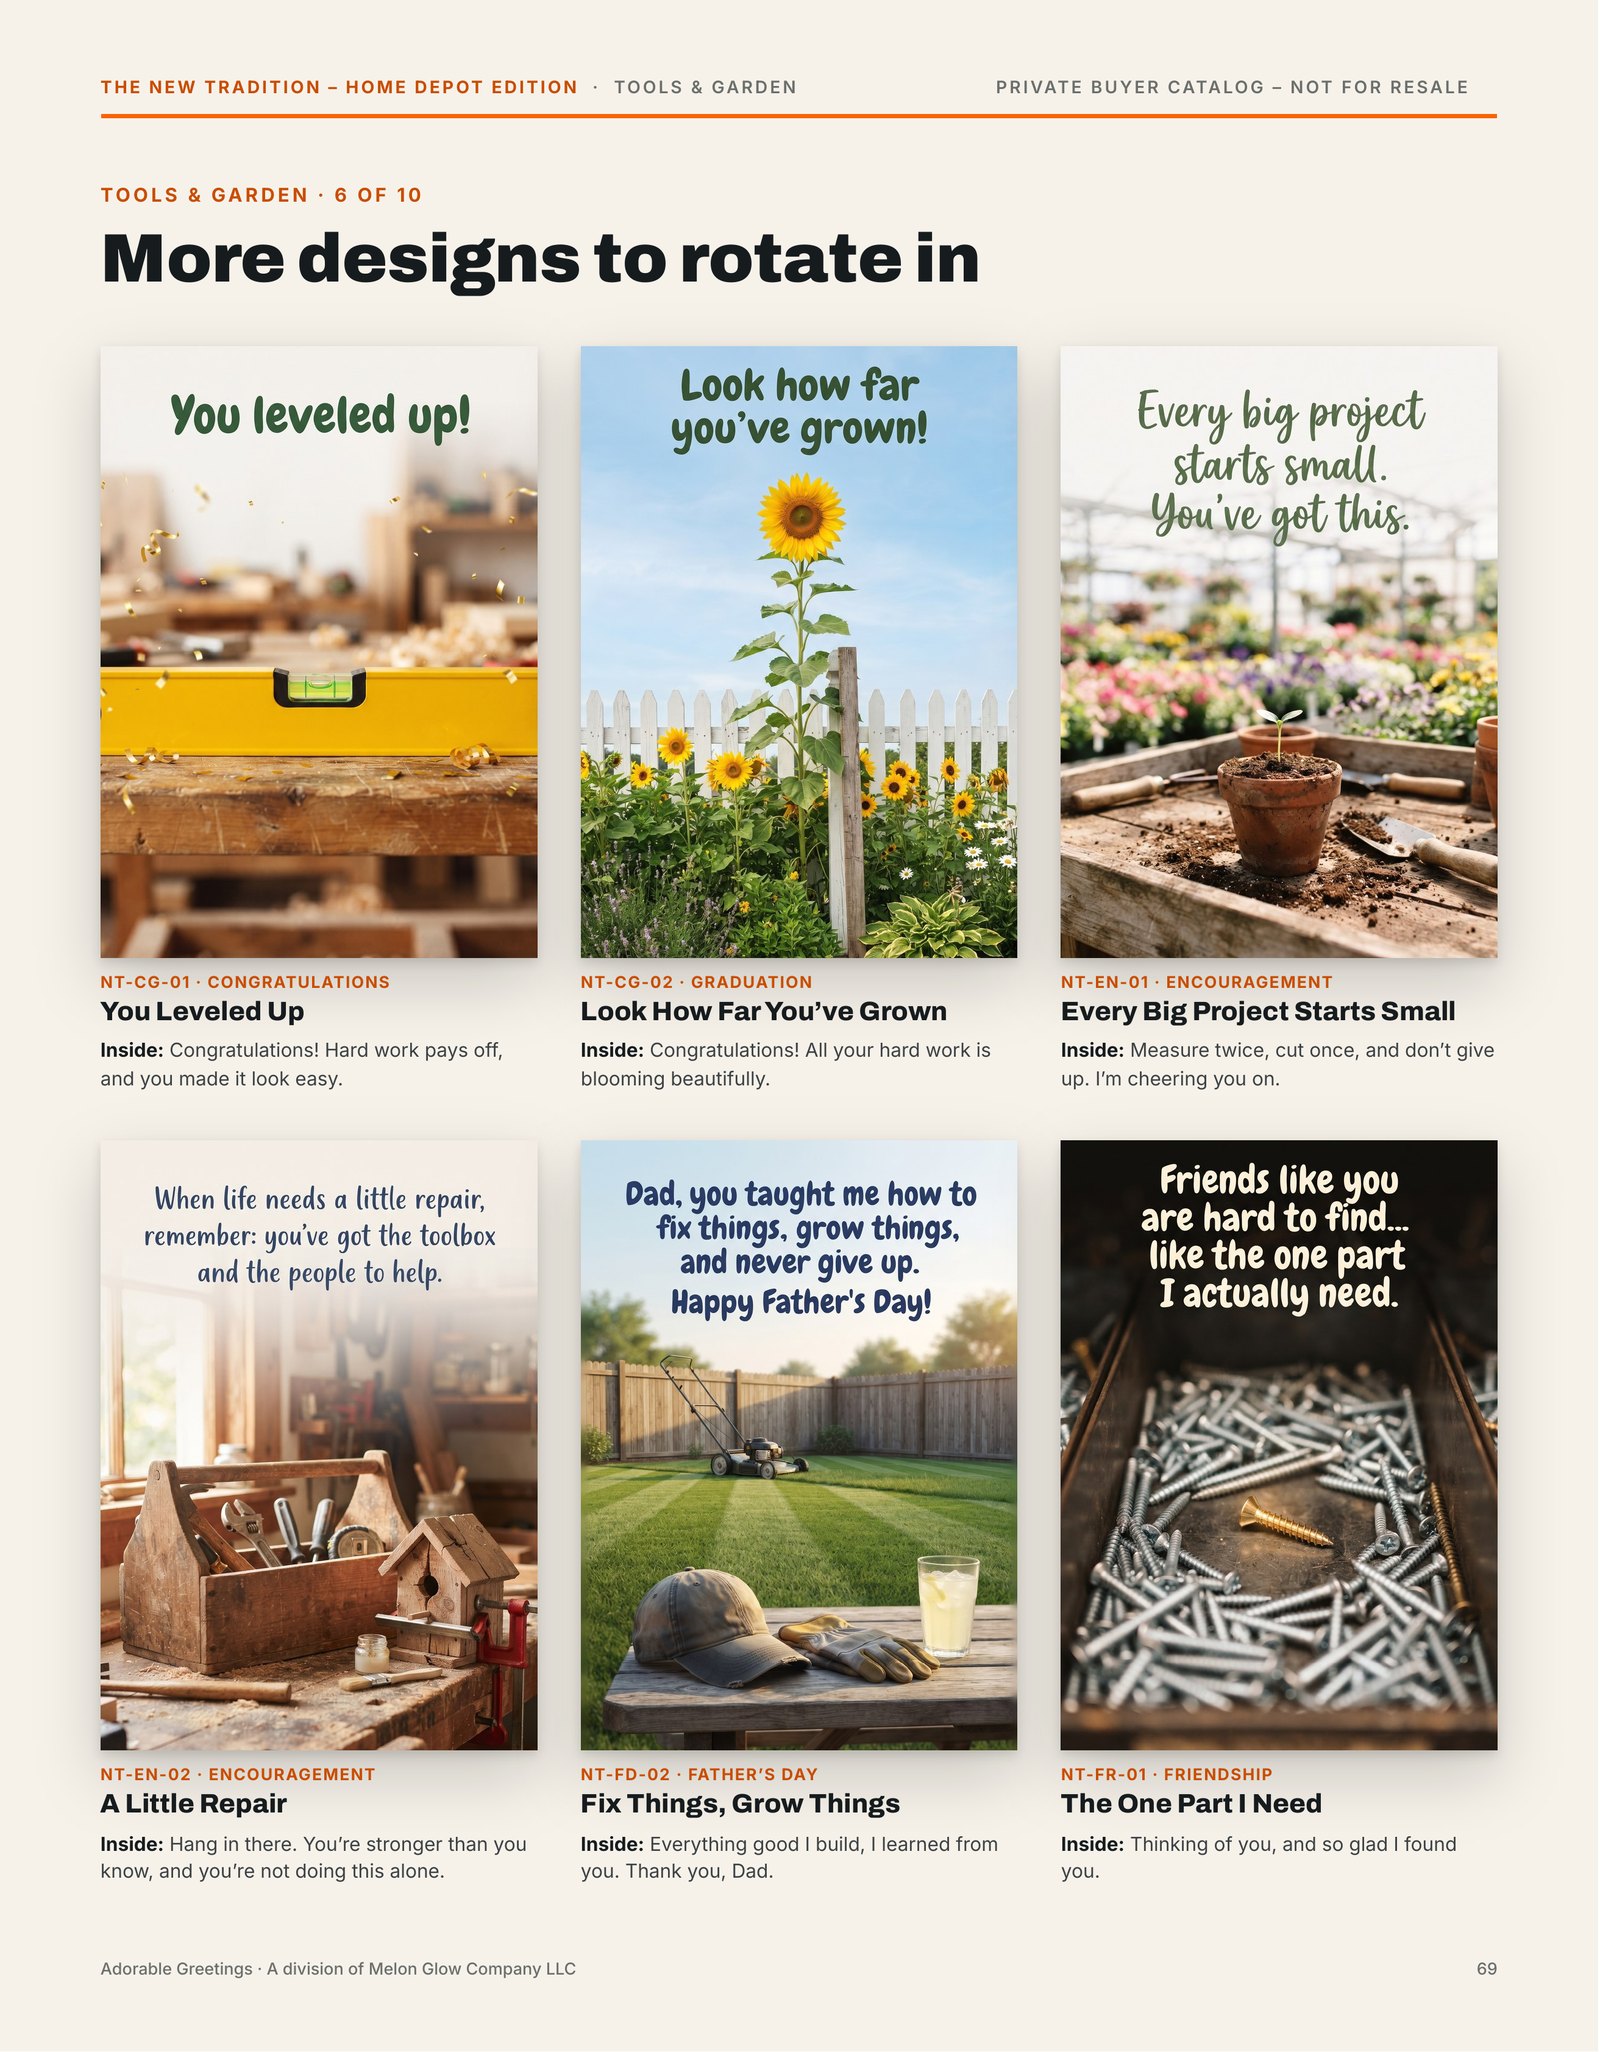 THE NEW TRADITION – HOME DEPOT EDITION · TOOLS & GARDEN
PRIVATE BUYER CATALOG – NOT FOR RESALE
TOOLS & GARDEN · 6 OF 10
More designs to rotate in
You leveled up!
NT-CG-01 · CONGRATULATIONS
You Leveled Up
Inside: Congratulations! Hard work pays off,
and you made it look easy.
Look how far
you’ve grown!
NT-CG-02 · GRADUATION
Look How Far You’ve Grown
Inside: Congratulations! All your hard work is
blooming beautifully.
Every big project
starts small.
You’ve got this.
NT-EN-01 · ENCOURAGEMENT
Every Big Project Starts Small
Inside: Measure twice, cut once, and don’t give
up. I’m cheering you on.
When life needs a little repair,
remember: you’ve got the toolbox
and the people to help.
NT-EN-02 · ENCOURAGEMENT
A Little Repair
Inside: Hang in there. You’re stronger than you
know, and you’re not doing this alone.
Dad, you taught me how to
fix things, grow things,
and never give up.
Happy Father's Day!
NT-FD-02 · FATHER’S DAY
Fix Things, Grow Things
Inside: Everything good I build, I learned from
you. Thank you, Dad.
Friends like you
are hard to find...
like the one part
I actually need.
NT-FR-01 · FRIENDSHIP
The One Part I Need
Inside: Thinking of you, and so glad I found
you.
Adorable Greetings · A division of Melon Glow Company LLC
69